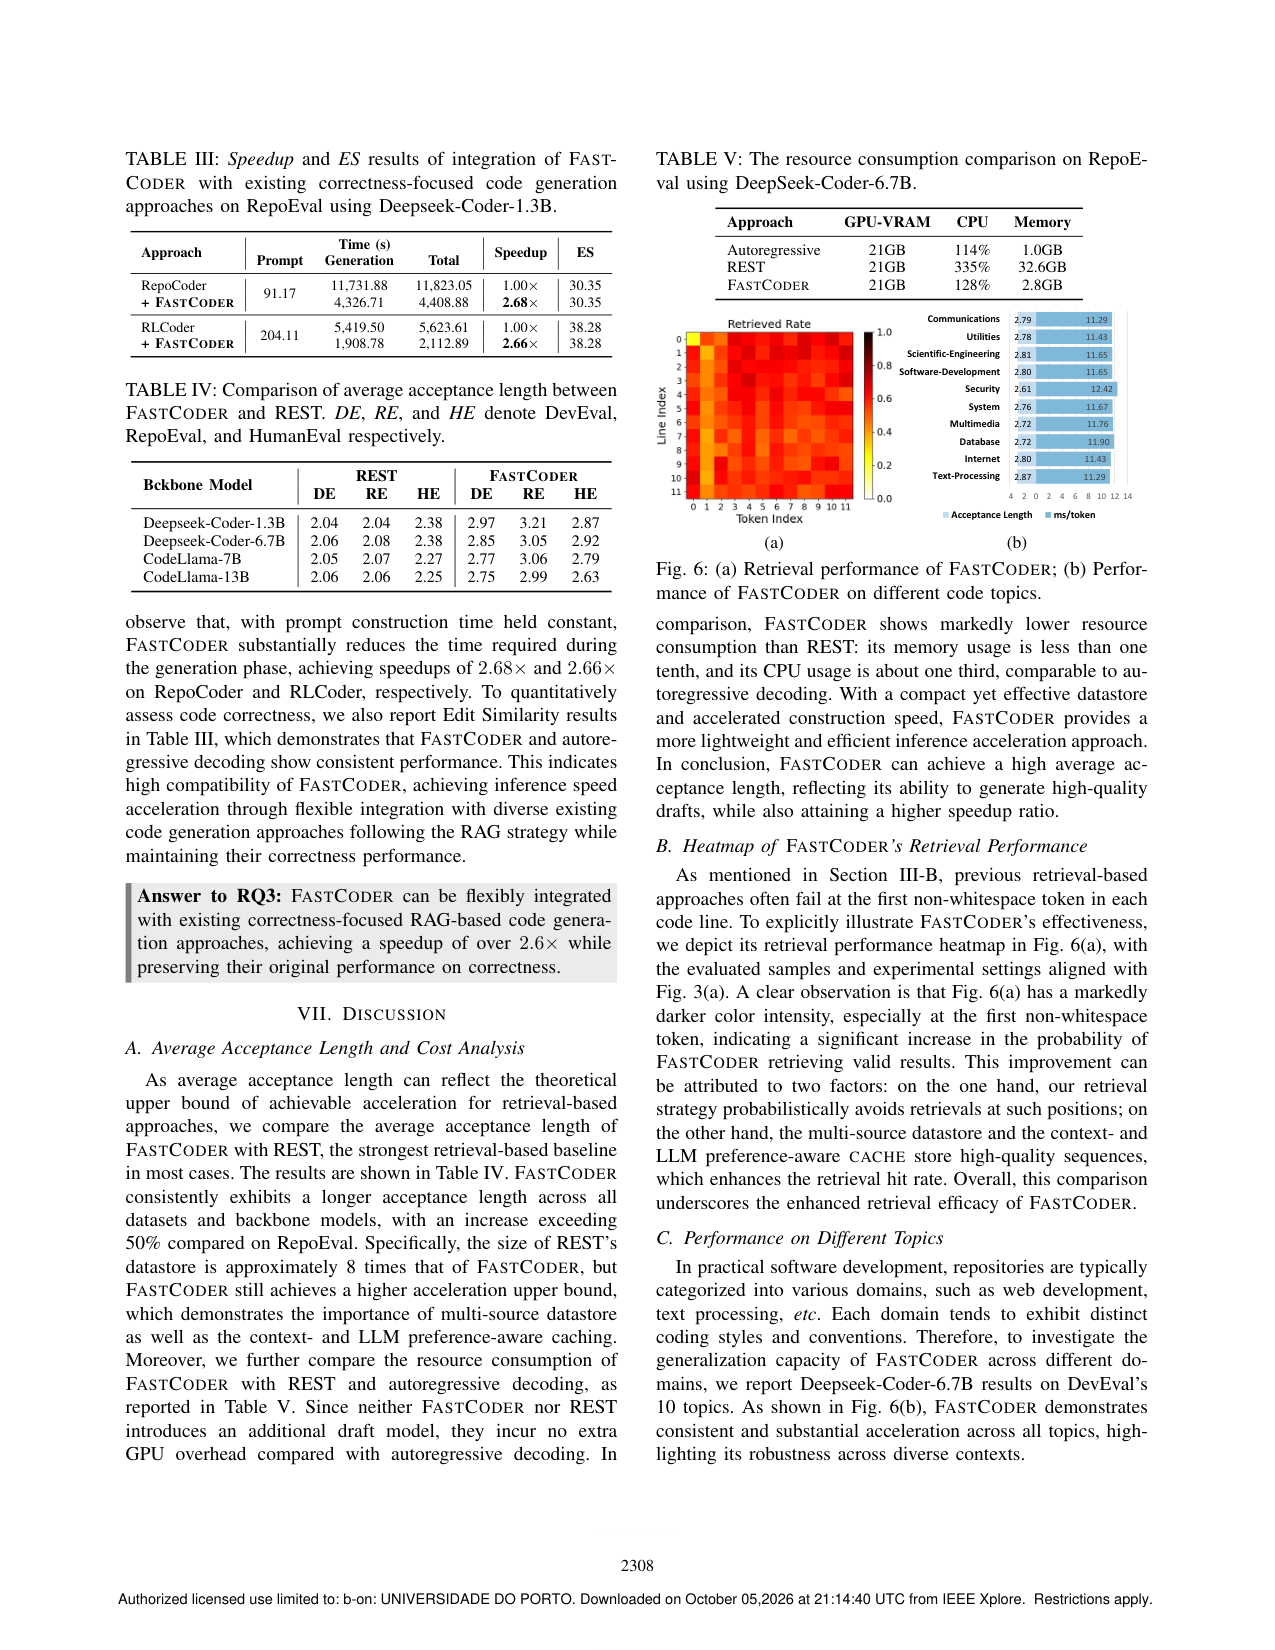 TABLE III: Speedup and ES results of integration of FAST-
CODER with existing correctness-focused code generation
approaches on RepoEval using Deepseek-Coder-1.3B.
Approach Prompt Time (s) Generation Total Speedup ES
RepoCoder 91.17 11,731.88 11,823.05 1.00× 30.35
+ FASTCODER 4,326.71 4,408.88 2.68× 30.35
RLCoder 204.11 5,419.50 5,623.61 1.00× 38.28
+ FASTCODER 1,908.78 2,112.89 2.66× 38.28
TABLE IV: Comparison of average acceptance length between
FASTCODER and REST. DE, RE, and HE denote DevEval,
RepoEval, and HumanEval respectively.
Bckbone Model REST FASTCODER
DE RE HE DE RE HE
Deepseek-Coder-1.3B 2.04 2.04 2.38 2.97 3.21 2.87
Deepseek-Coder-6.7B 2.06 2.08 2.38 2.85 3.05 2.92
CodeLlama-7B 2.05 2.07 2.27 2.77 3.06 2.79
CodeLlama-13B 2.06 2.06 2.25 2.75 2.99 2.63
observe that, with prompt construction time held constant,
FASTCODER substantially reduces the time required during
the generation phase, achieving speedups of 2.68× and 2.66×
on RepoCoder and RLCoder, respectively. To quantitatively
assess code correctness, we also report Edit Similarity results
in Table III, which demonstrates that FASTCODER and autore-
gressive decoding show consistent performance. This indicates
high compatibility of FASTCODER, achieving inference speed
acceleration through flexible integration with diverse existing
code generation approaches following the RAG strategy while
maintaining their correctness performance.
Answer to RQ3: FASTCODER can be flexibly integrated
with existing correctness-focused RAG-based code genera-
tion approaches, achieving a speedup of over 2.6× while
preserving their original performance on correctness.
VII. DISCUSSION
A. Average Acceptance Length and Cost Analysis
As average acceptance length can reflect the theoretical
upper bound of achievable acceleration for retrieval-based
approaches, we compare the average acceptance length of
FASTCODER with REST, the strongest retrieval-based baseline
in most cases. The results are shown in Table IV. FASTCODER
consistently exhibits a longer acceptance length across all
datasets and backbone models, with an increase exceeding
50% compared on RepoEval. Specifically, the size of REST's
datastore is approximately 8 times that of FASTCODER, but
FASTCODER still achieves a higher acceleration upper bound,
which demonstrates the importance of multi-source datastore
as well as the context- and LLM preference-aware caching.
Moreover, we further compare the resource consumption of
FASTCODER with REST and autoregressive decoding, as
reported in Table V. Since neither FASTCODER nor REST
introduces an additional draft model, they incur no extra
GPU overhead compared with autoregressive decoding. In
TABLE V: The resource consumption comparison on RepoE-
val using DeepSeek-Coder-6.7B.
Approach GPU-VRAM CPU Memory
Autoregressive 21GB 114% 1.0GB
REST 21GB 335% 32.6GB
FASTCODER 21GB 128% 2.8GB
Retrieved Rate
Line Index
0
1
2
3
4
5
6
7
8
9
10
11
0 1 2 3 4 5 6 7 8 9 10 11
Token Index
1.0
0.8
0.6
0.4
0.2
0.0
(a)
Communications 2.79 11.29
Utilities 2.78 11.43
Scientific-Engineering 2.81 11.65
Software-Development 2.80 11.65
Security 2.61 12.42
System 2.76 11.67
Multimedia 2.72 11.76
Database 2.72 11.90
Internet 2.80 11.43
Text-Processing 2.87 11.29
4 2 0 2 4 6 8 10 12 14
Acceptance Length ms/token
(b)
Fig. 6: (a) Retrieval performance of FASTCODER; (b) Perfor-
mance of FASTCODER on different code topics.
comparison, FASTCODER shows markedly lower resource
consumption than REST: its memory usage is less than one
tenth, and its CPU usage is about one third, comparable to au-
toregressive decoding. With a compact yet effective datastore
and accelerated construction speed, FASTCODER provides a
more lightweight and efficient inference acceleration approach.
In conclusion, FASTCODER can achieve a high average ac-
ceptance length, reflecting its ability to generate high-quality
drafts, while also attaining a higher speedup ratio.
B. Heatmap of FASTCODER's Retrieval Performance
As mentioned in Section III-B, previous retrieval-based
approaches often fail at the first non-whitespace token in each
code line. To explicitly illustrate FASTCODER's effectiveness,
we depict its retrieval performance heatmap in Fig. 6(a), with
the evaluated samples and experimental settings aligned with
Fig. 3(a). A clear observation is that Fig. 6(a) has a markedly
darker color intensity, especially at the first non-whitespace
token, indicating a significant increase in the probability of
FASTCODER retrieving valid results. This improvement can
be attributed to two factors: on the one hand, our retrieval
strategy probabilistically avoids retrievals at such positions; on
the other hand, the multi-source datastore and the context- and
LLM preference-aware CACHE store high-quality sequences,
which enhances the retrieval hit rate. Overall, this comparison
underscores the enhanced retrieval efficacy of FASTCODER.
C. Performance on Different Topics
In practical software development, repositories are typically
categorized into various domains, such as web development,
text processing, etc. Each domain tends to exhibit distinct
coding styles and conventions. Therefore, to investigate the
generalization capacity of FASTCODER across different do-
mains, we report Deepseek-Coder-6.7B results on DevEval's
10 topics. As shown in Fig. 6(b), FASTCODER demonstrates
consistent and substantial acceleration across all topics, high-
lighting its robustness across diverse contexts.
2308
Authorized licensed use limited to: b-on: UNIVERSIDADE DO PORTO. Downloaded on October 05,2026 at 21:14:40 UTC from IEEE Xplore. Restrictions apply.